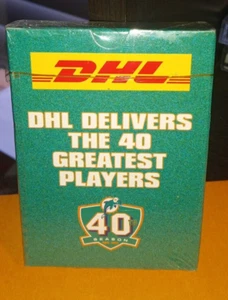 DHL
DHL DELIVERS
THE 40
GREATEST
PLAYERS
40
SEASON